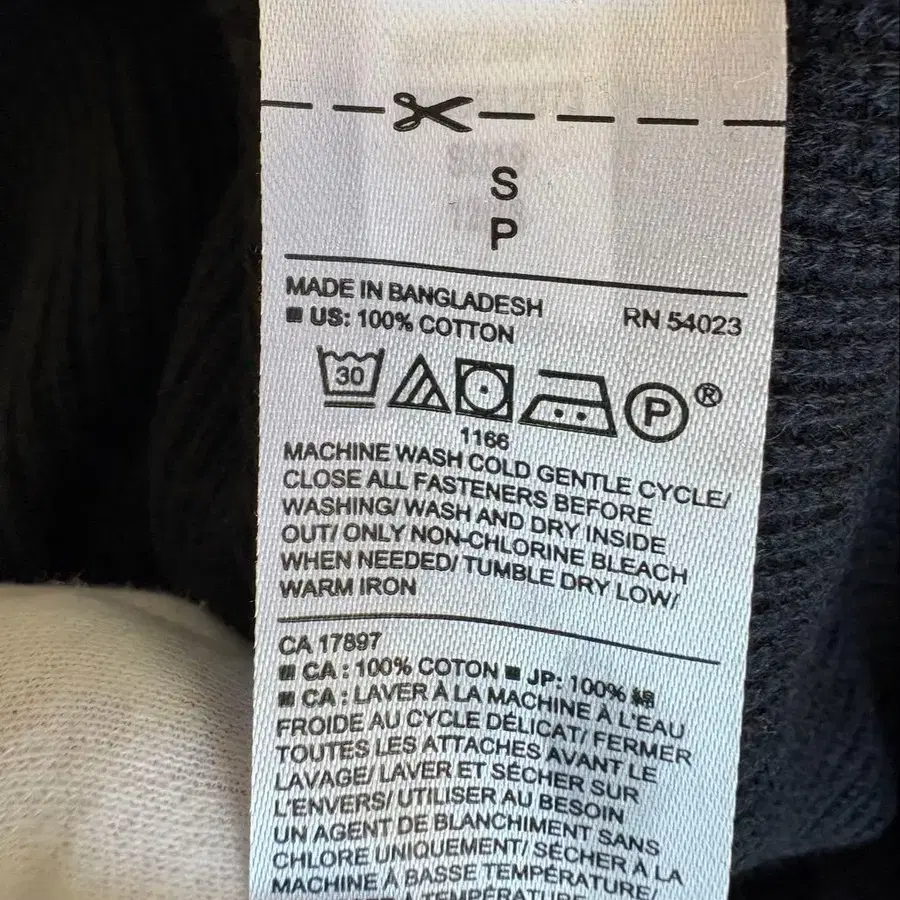 S
P
MADE IN BANGLADESH RN 54023
US: 100% COTTON
30 P ®
1166
MACHINE WASH COLD GENTLE CYCLE/
CLOSE ALL FASTENERS BEFORE
WASHING/ WASH AND DRY INSIDE
OUT/ ONLY NON-CHLORINE BLEACH
WHEN NEEDED/ TUMBLE DRY LOW/
WARM IRON
CA 17897
CA : 100% COTON JP: 100% 綿
CA : LAVER À LA MACHINE À L'EAU
FROIDE AU CYCLE DÉLICAT/ FERMER
TOUTES LES ATTACHES AVANT LE
LAVAGE/ LAVER ET SÉCHER SUR
L'ENVERS/ UTILISER AU BESOIN
UN AGENT DE BLANCHIMENT SANS
CHLORE UNIQUEMENT/ SÉCHER À LA
MACHINE À BASSE TEMPÉRATURE/
À TEMPÉRATURE